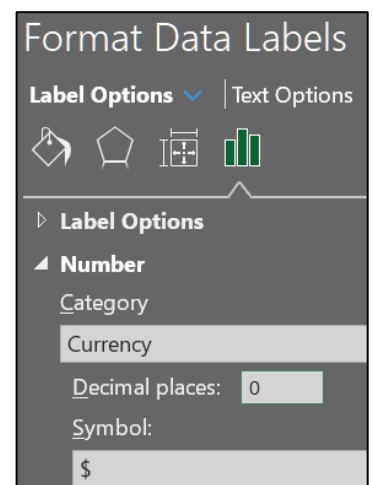 Format Data Labels
Label Options Text Options
Label Options
Number
Category
Currency
Decimal places: 0
Symbol:
$